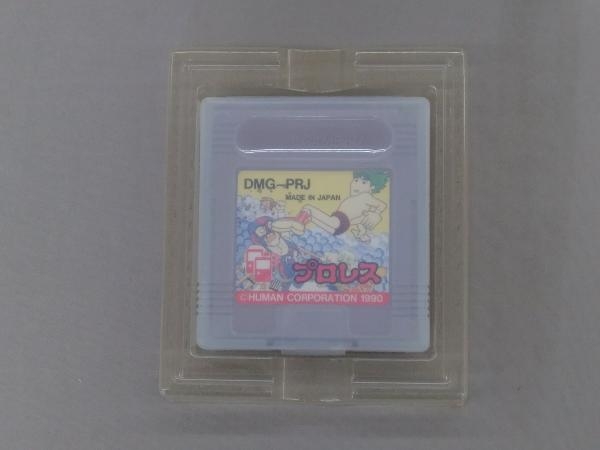 DMG-PRJ
MADE IN JAPAN
プロレス
©HUMAN CORPORATION 1990